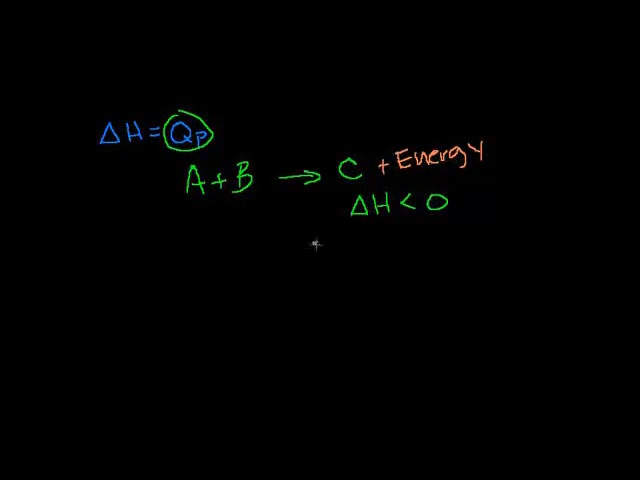 ΔH = Qp
A + B → C + Energy
ΔH < 0